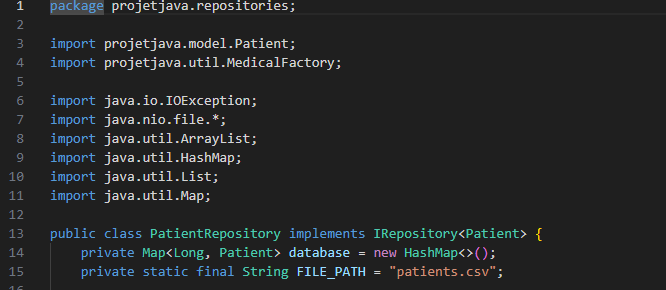 1 package projetjava.repositories;
2
3 import projetjava.model.Patient;
4 import projetjava.util.MedicalFactory;
5
6 import java.io.IOException;
7 import java.nio.file.*;
8 import java.util.ArrayList;
9 import java.util.HashMap;
10 import java.util.List;
11 import java.util.Map;
12
13 public class PatientRepository implements IRepository<Patient> {
14     private Map<Long, Patient> database = new HashMap<>();
15     private static final String FILE_PATH = "patients.csv";